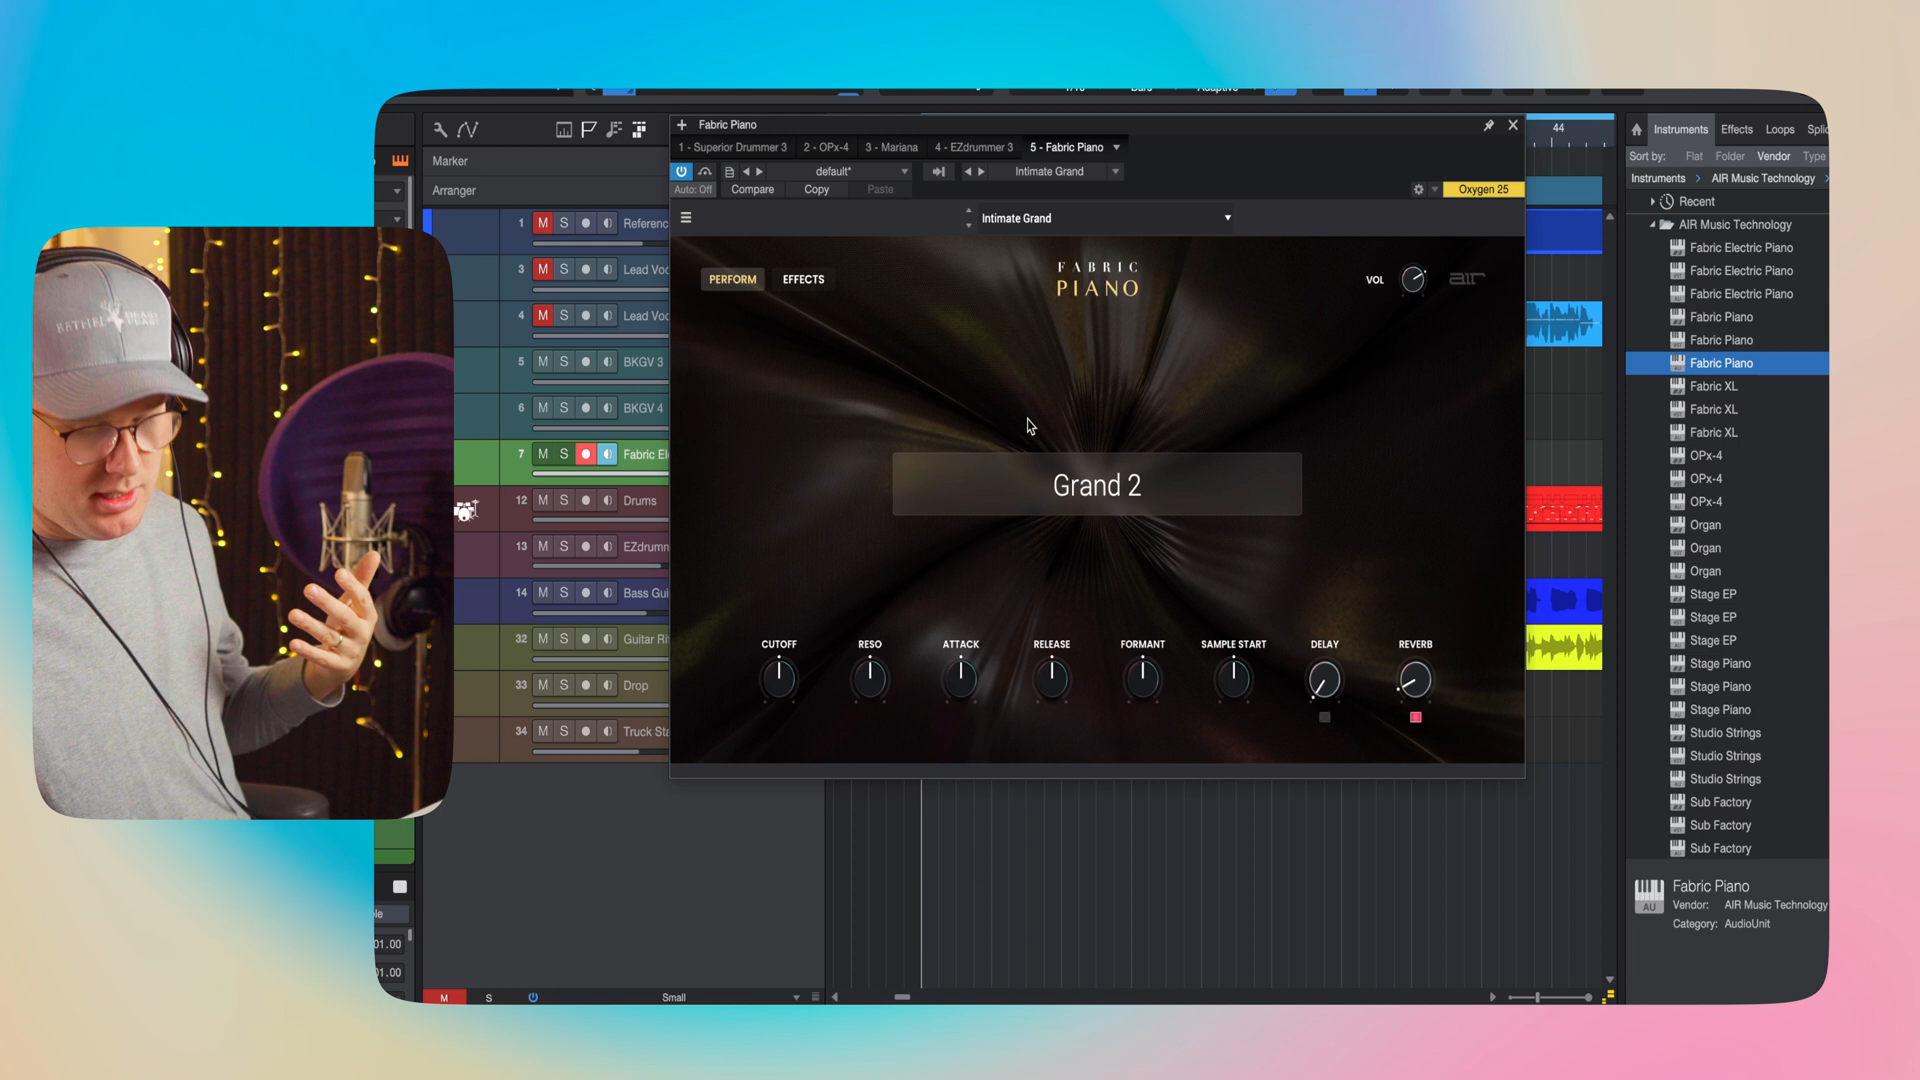 Marker
Arranger
1 M S Referenc
3 M S Lead Voc
4 M S Lead Voc
5 M S BKGV 3
6 M S BKGV 4
7 M S Fabric El
12 M S Drums
13 M S EZdrumn
14 M S Bass Gui
32 M S Guitar Ri
33 M S Drop
34 M S Truck Sta
01.00
01.00
M S Small
Fabric Piano
1 - Superior Drummer 3 2 - OPx-4 3 - Mariana 4 - EZdrummer 3 5 - Fabric Piano
default* Intimate Grand
Auto: Off Compare Copy Paste Oxygen 25
Intimate Grand
PERFORM EFFECTS
FABRIC
PIANO
VOL air
Grand 2
CUTOFF RESO ATTACK RELEASE FORMANT SAMPLE START DELAY REVERB
44
Instruments Effects Loops Splic
Sort by: Flat Folder Vendor Type
Instruments > AIR Music Technology >
Recent
AIR Music Technology
Fabric Electric Piano
Fabric Electric Piano
Fabric Electric Piano
Fabric Piano
Fabric Piano
Fabric Piano
Fabric XL
Fabric XL
Fabric XL
OPx-4
OPx-4
OPx-4
Organ
Organ
Organ
Stage EP
Stage EP
Stage EP
Stage Piano
Stage Piano
Stage Piano
Studio Strings
Studio Strings
Studio Strings
Sub Factory
Sub Factory
Sub Factory
Fabric Piano
Vendor: AIR Music Technology
Category: AudioUnit
AU